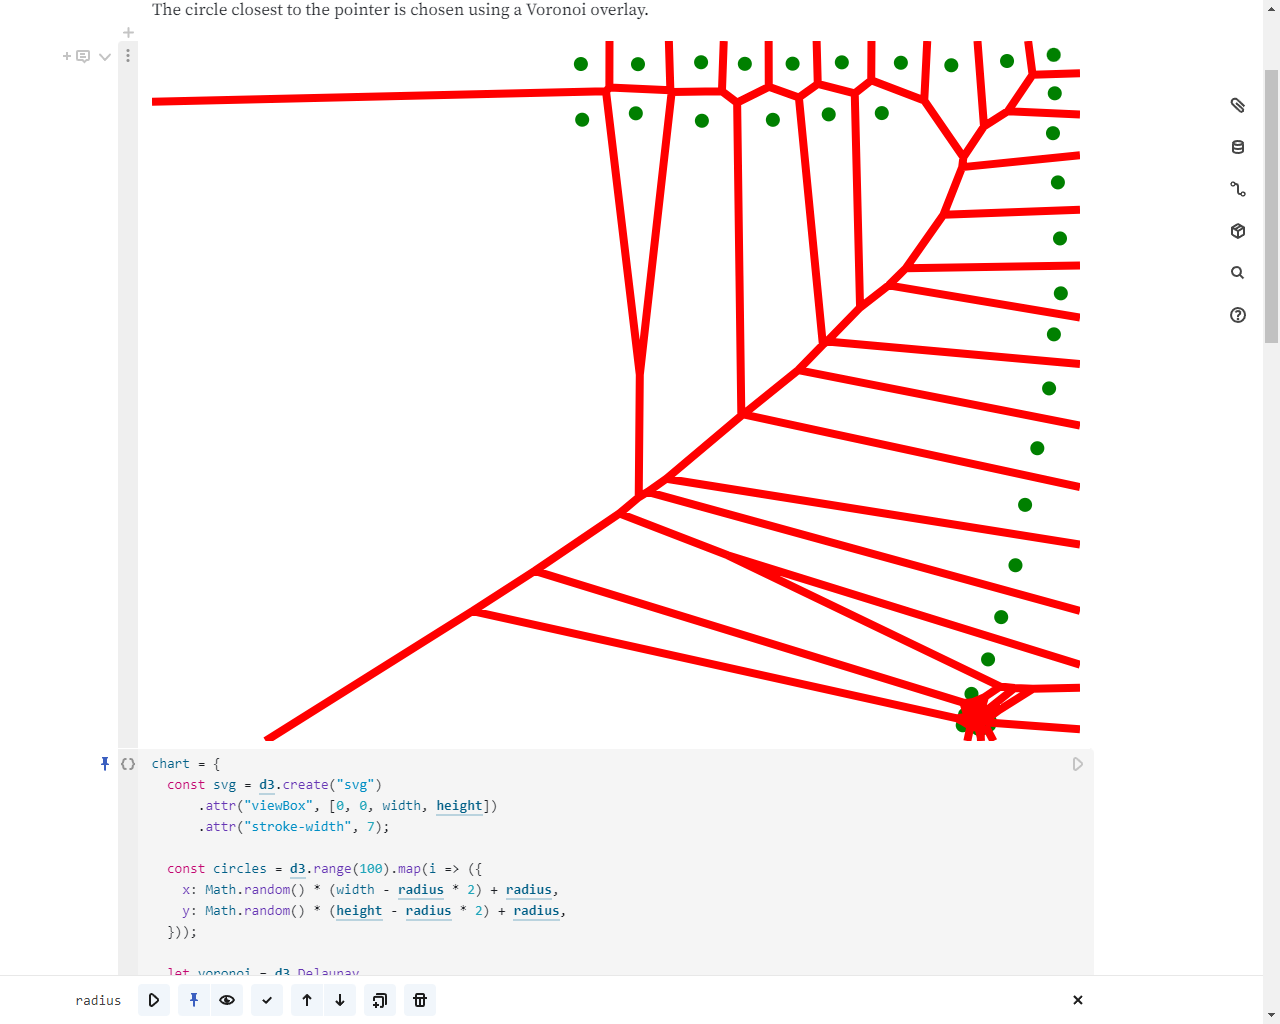 The circle closest to the pointer is chosen using a Voronoi overlay.
chart = {
  const svg = d3.create("svg")
      .attr("viewBox", [0, 0, width, height])
      .attr("stroke-width", 7);
  const circles = d3.range(100).map(i => ({
    x: Math.random() * (width - radius * 2) + radius,
    y: Math.random() * (height - radius * 2) + radius,
  }));
  let voronoi = d3.Delaunay
radius